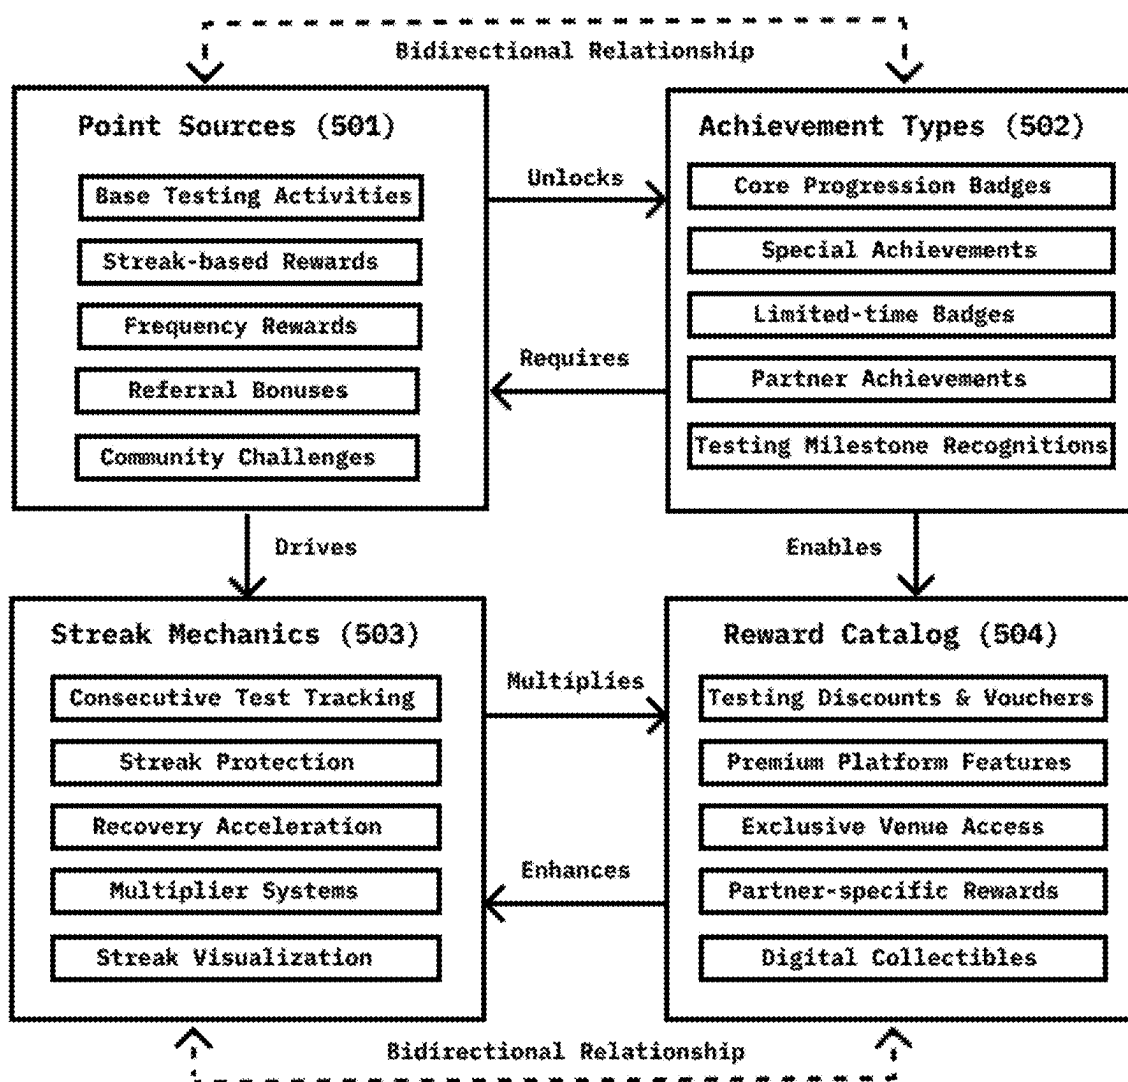 Bidirectional Relationship
Point Sources (501)
Base Testing Activities
Streak-based Rewards
Frequency Rewards
Referral Bonuses
Community Challenges
Unlocks
Requires
Achievement Types (502)
Core Progression Badges
Special Achievements
Limited-time Badges
Partner Achievements
Testing Milestone Recognitions
Drives
Enables
Streak Mechanics (503)
Consecutive Test Tracking
Streak Protection
Recovery Acceleration
Multiplier Systems
Streak Visualization
Multiplies
Enhances
Reward Catalog (504)
Testing Discounts & Vouchers
Premium Platform Features
Exclusive Venue Access
Partner-specific Rewards
Digital Collectibles
Bidirectional Relationship